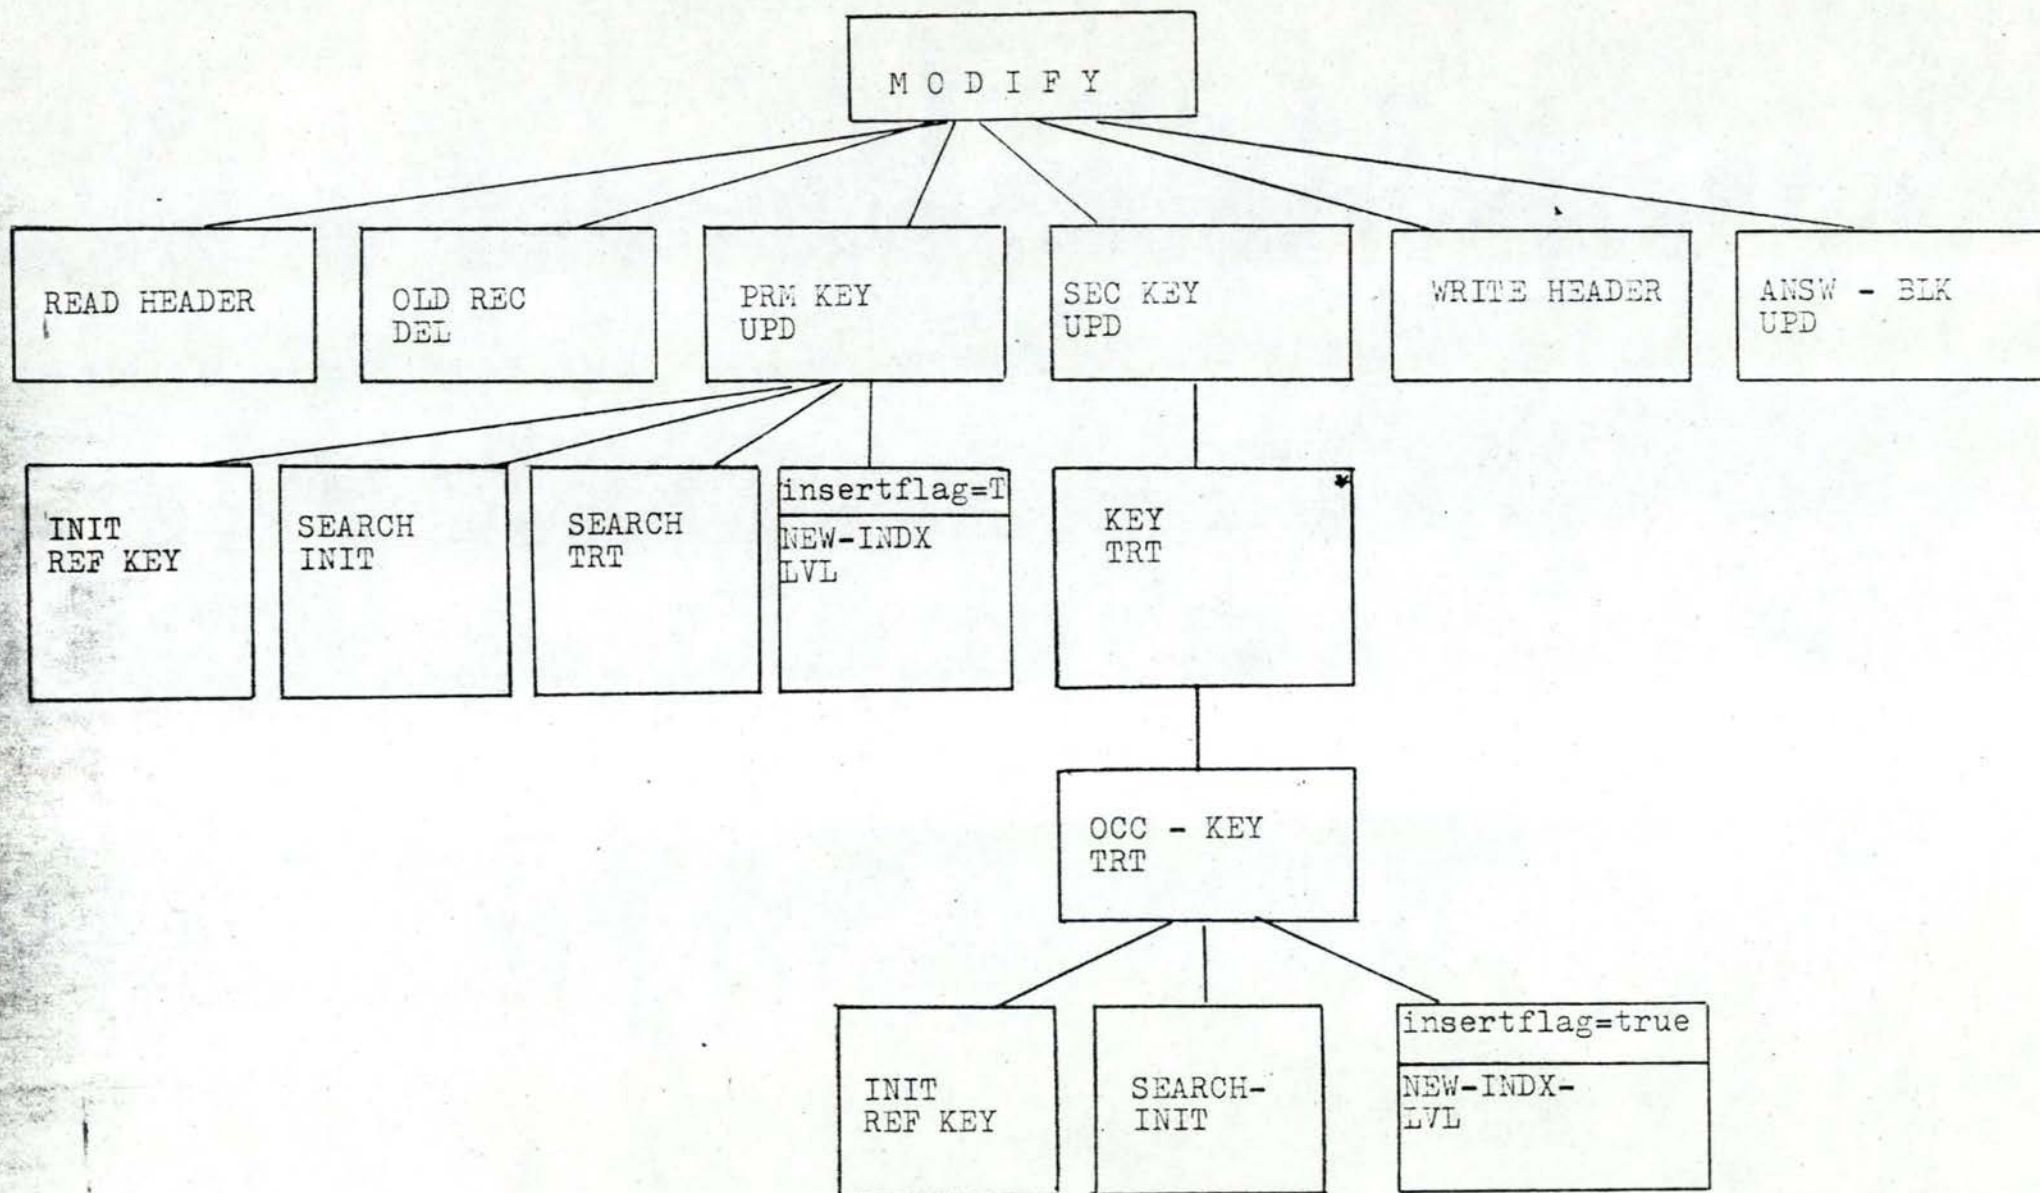 M O D I F Y
READ HEADER
OLD REC
DEL
PRM KEY
UPD
SEC KEY
UPD
WRITE HEADER
ANSW - BLK
UPD
INIT
REF KEY
SEARCH
INIT
SEARCH
TRT
insertflag=T
NEW-INDX
LVL
KEY
TRT
*
OCC - KEY
TRT
INIT
REF KEY
SEARCH-
INIT
insertflag=true
NEW-INDX-
LVL